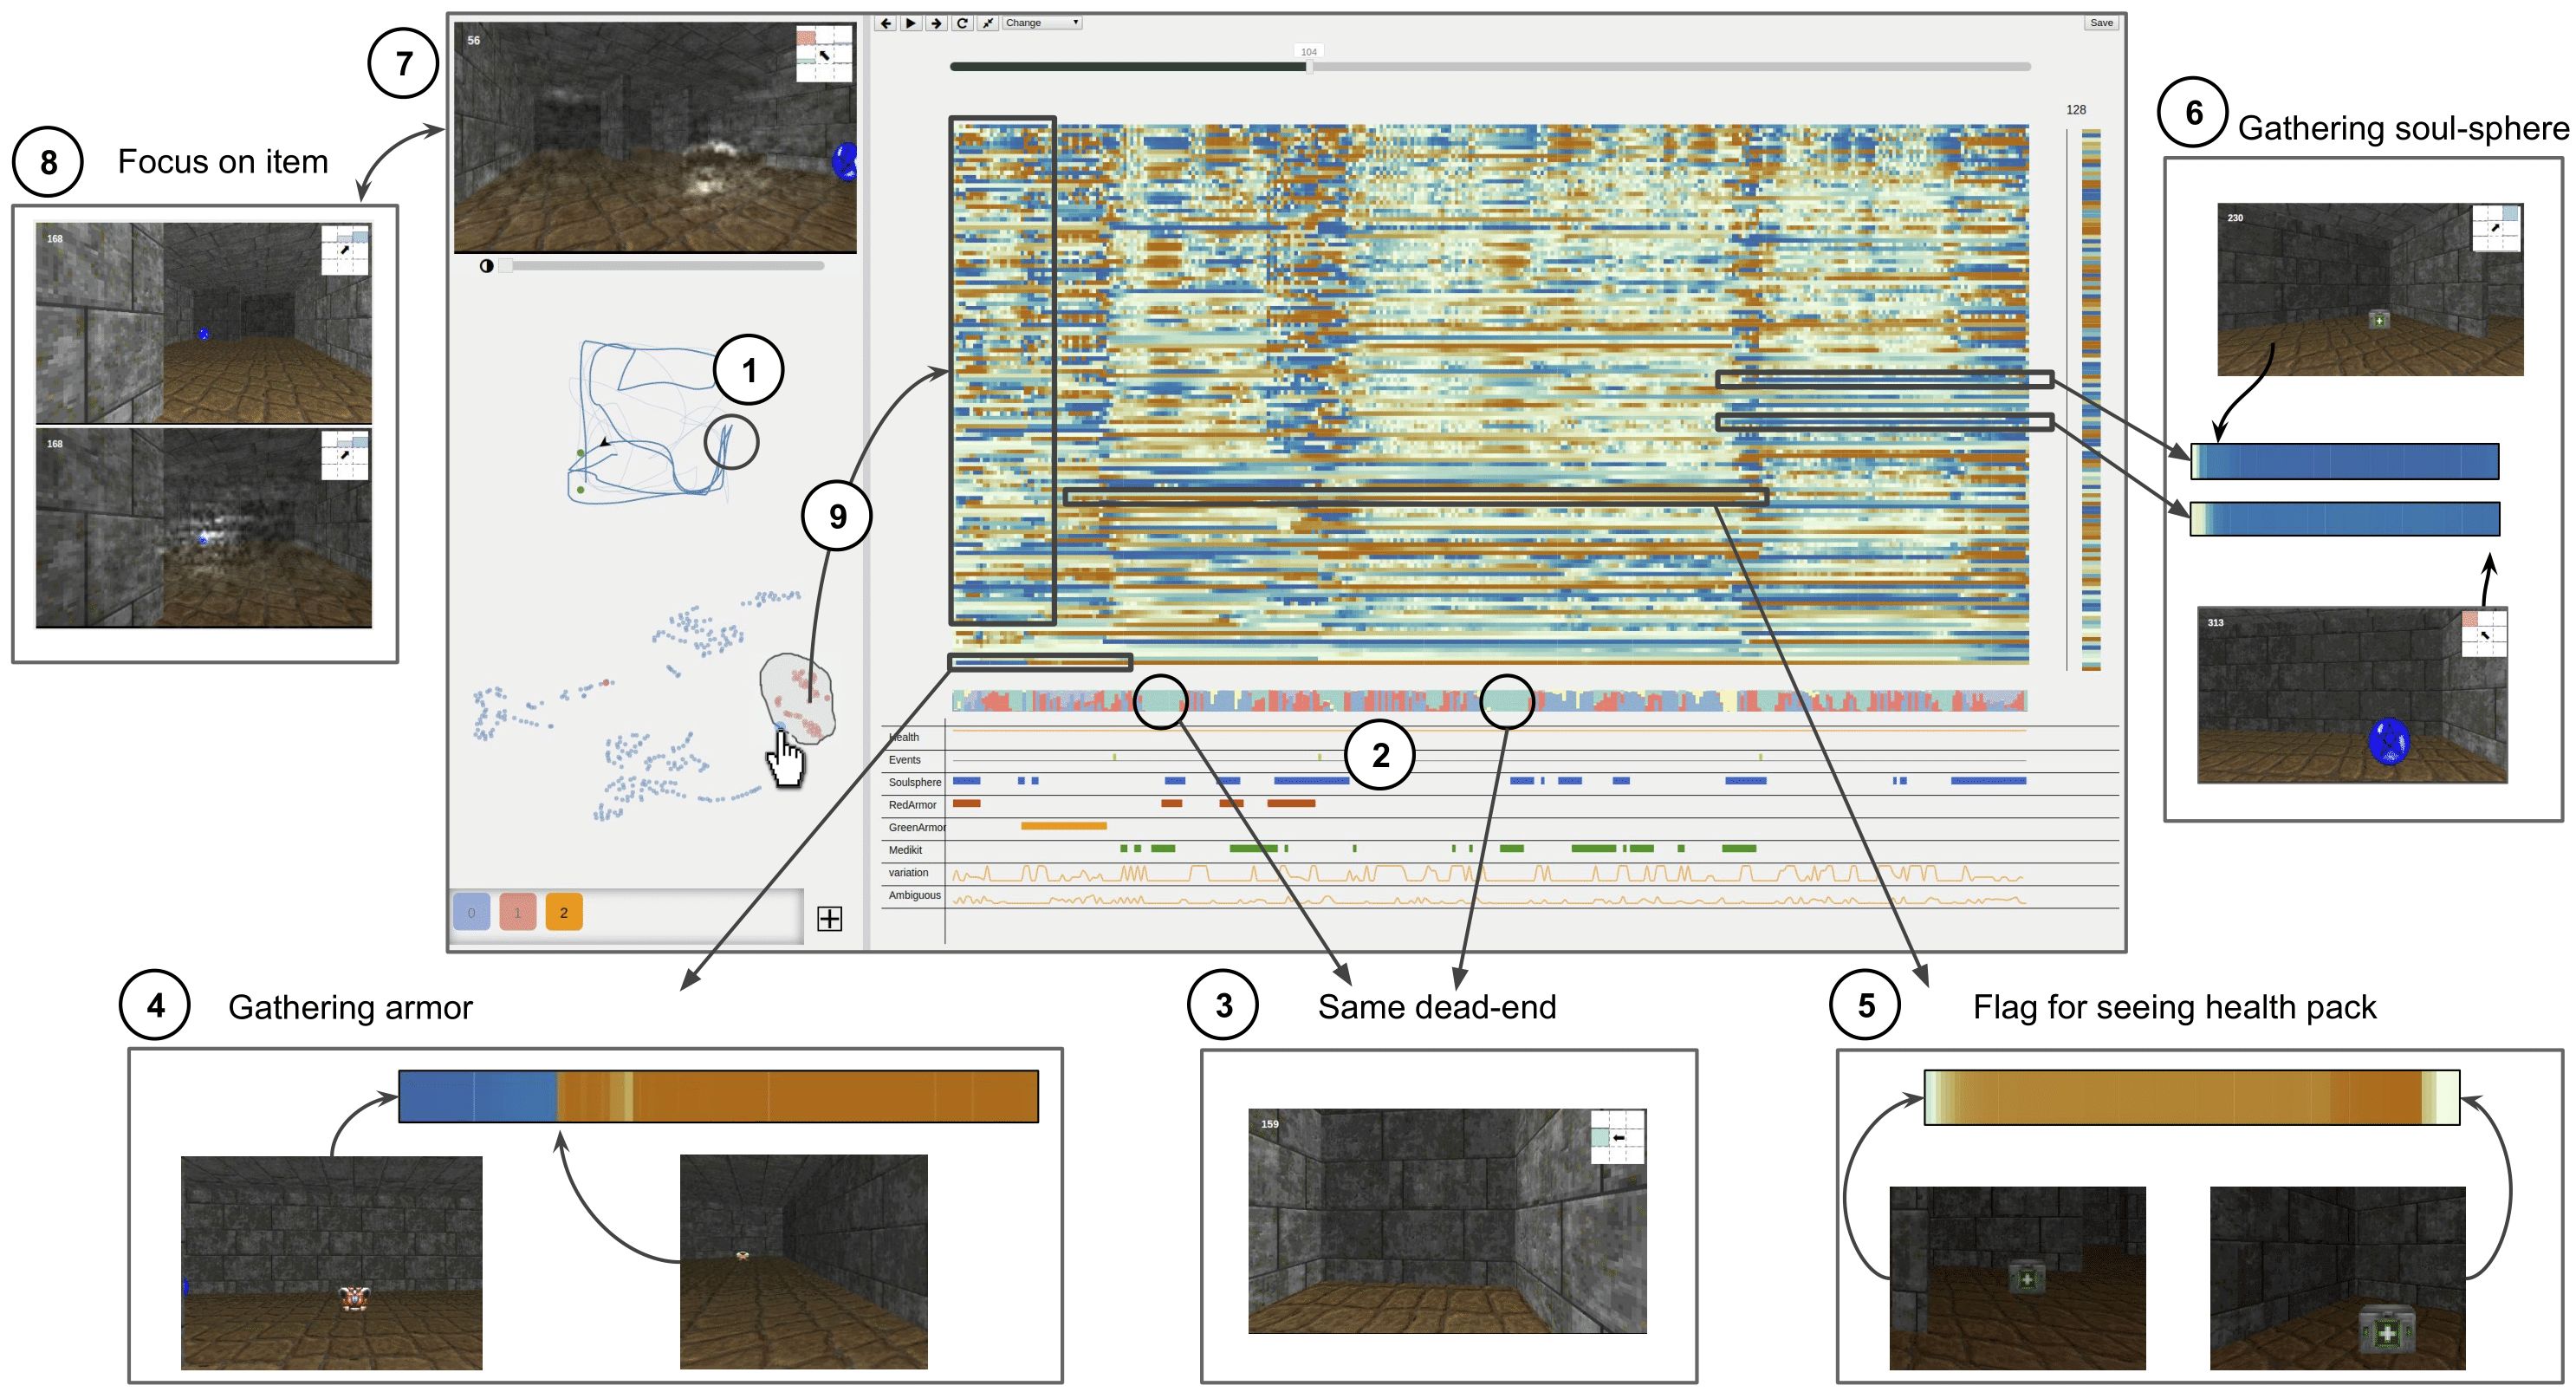 Change
Save
104
128
56
7
8
Focus on item
168
168
1
9
6
Gathering soul-sphere
230
313
2
Health
Events
Soulsphere
RedArmor
GreenArmor
Medikit
variation
Ambiguous
0
1
2
4
Gathering armor
3
Same dead-end
159
5
Flag for seeing health pack